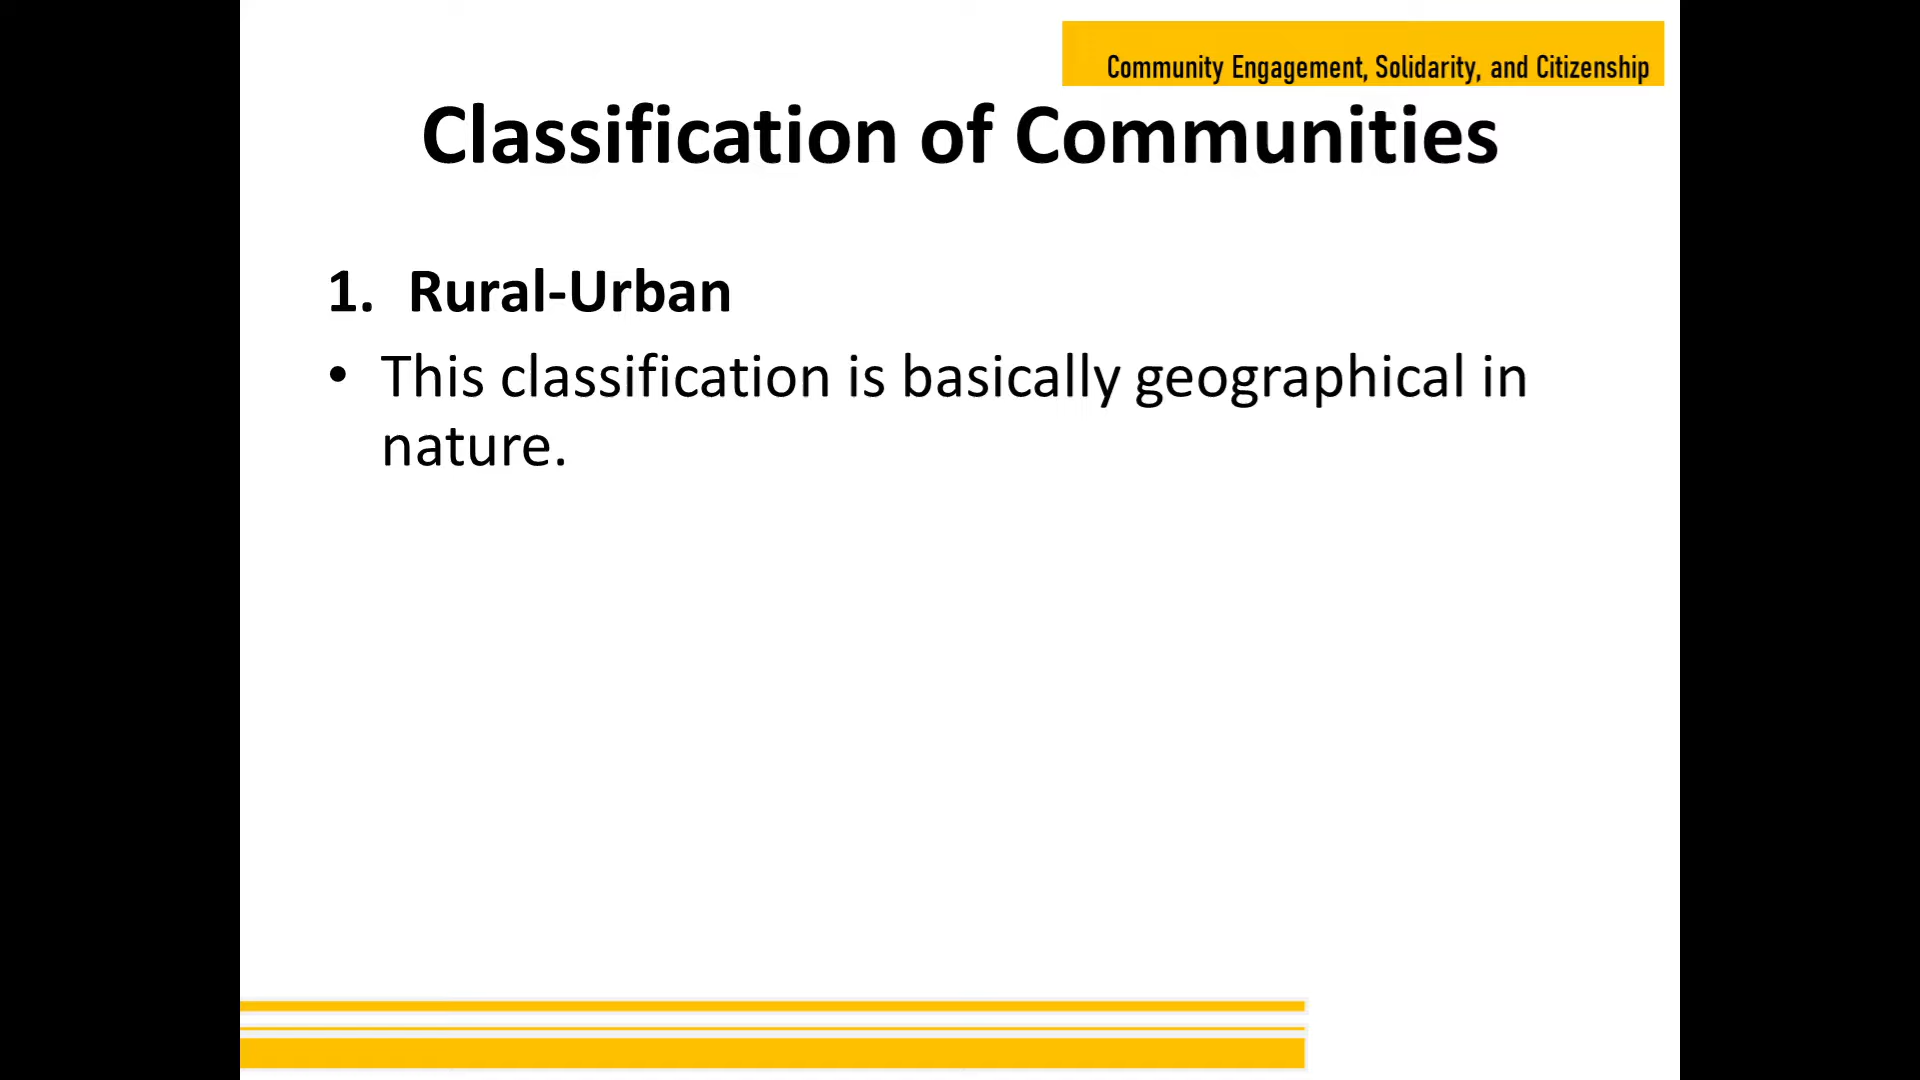 Community Engagement, Solidarity, and Citizenship
Classification of Communities
1. Rural-Urban
• This classification is basically geographical in
nature.